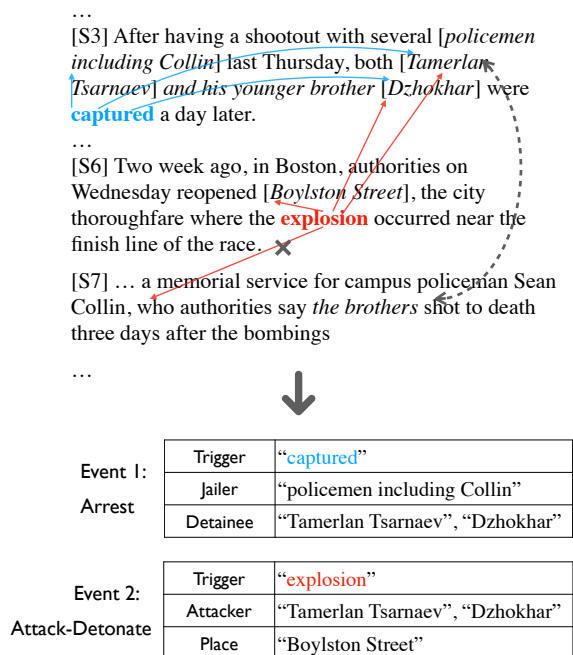 …
[S3] After having a shootout with several [policemen
including Collin] last Thursday, both [Tamerlan
Tsarnaev] and his younger brother [Dzhokhar] were
captured a day later.
…
[S6] Two week ago, in Boston, authorities on
Wednesday reopened [Boylston Street], the city
thoroughfare where the explosion occurred near the
finish line of the race.
[S7] … a memorial service for campus policeman Sean
Collin, who authorities say the brothers shot to death
three days after the bombings
…
Event 1:
Arrest
Trigger “captured”
Jailer “policemen including Collin”
Detainee “Tamerlan Tsarnaev”, “Dzhokhar”
Event 2:
Attack-Detonate
Trigger “explosion”
Attacker “Tamerlan Tsarnaev”, “Dzhokhar”
Place “Boylston Street”